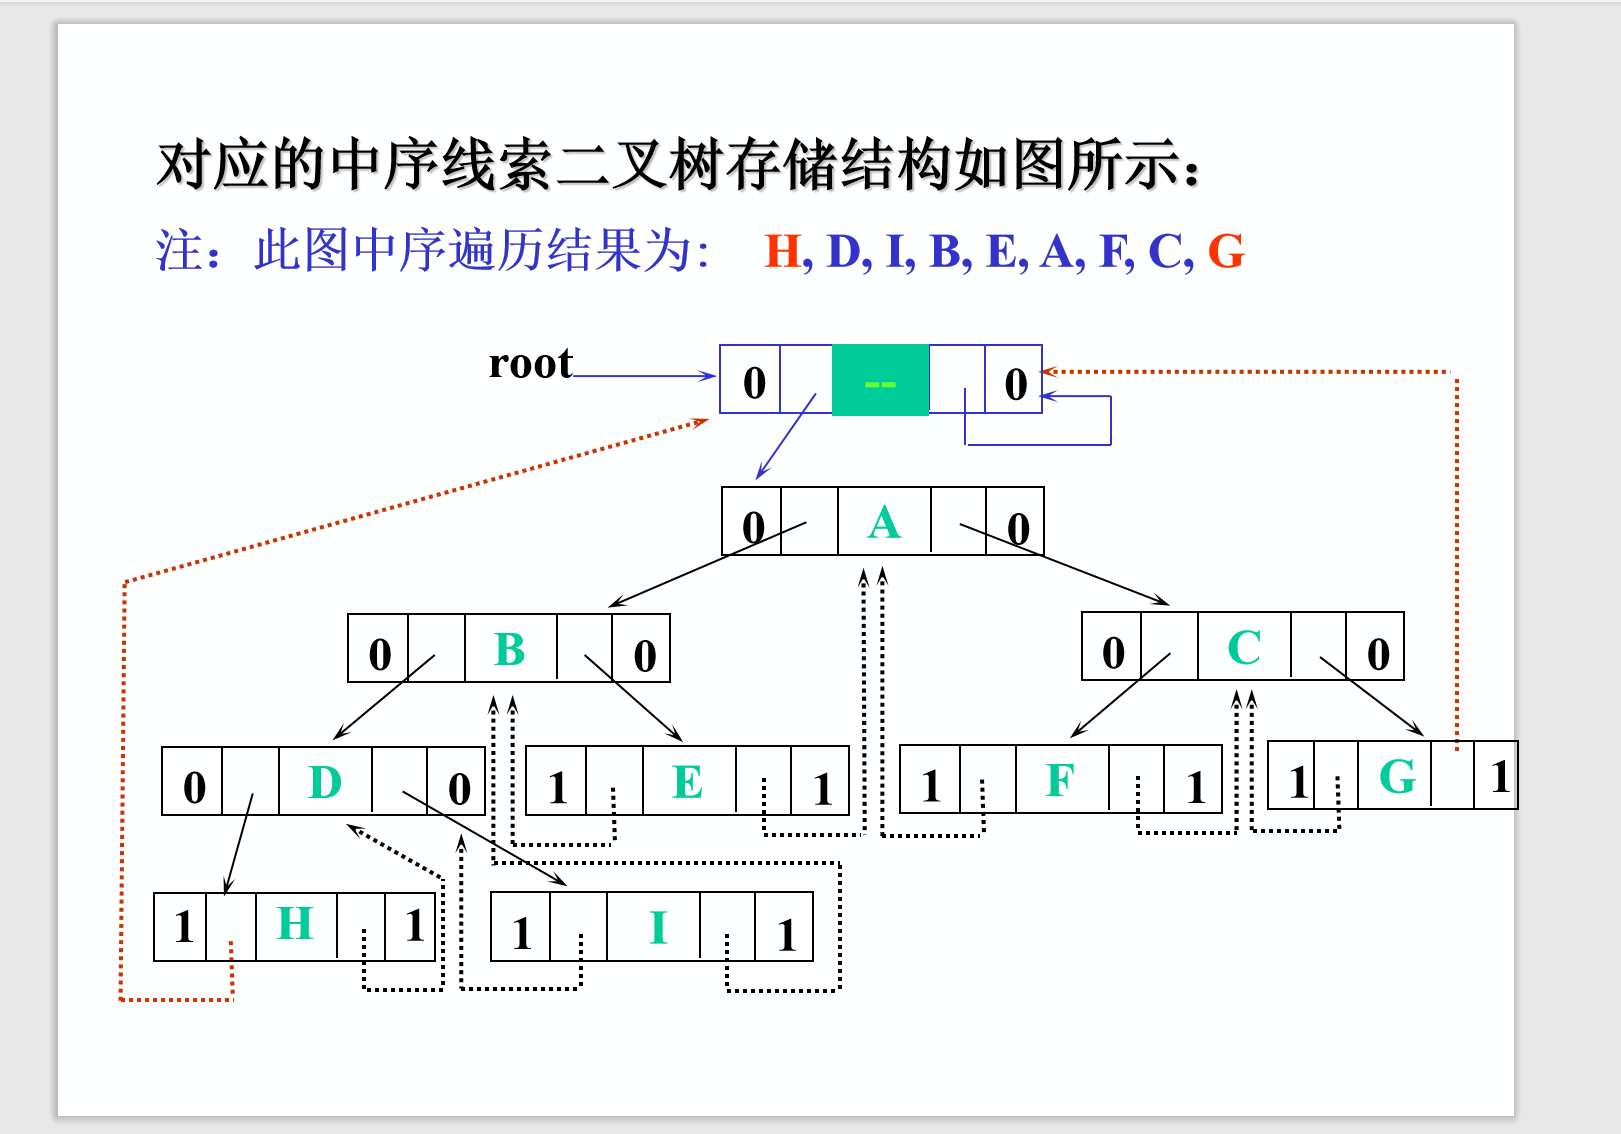 对应的中序线索二叉树存储结构如图所示：
注：此图中序遍历结果为: H, D, I, B, E, A, F, C, G
root 0 -- 0
0 A 0
0 B 0 0 C 0
0 D 0 1 E 1 1 F 1 1 G 1
1 H 1 1 I 1